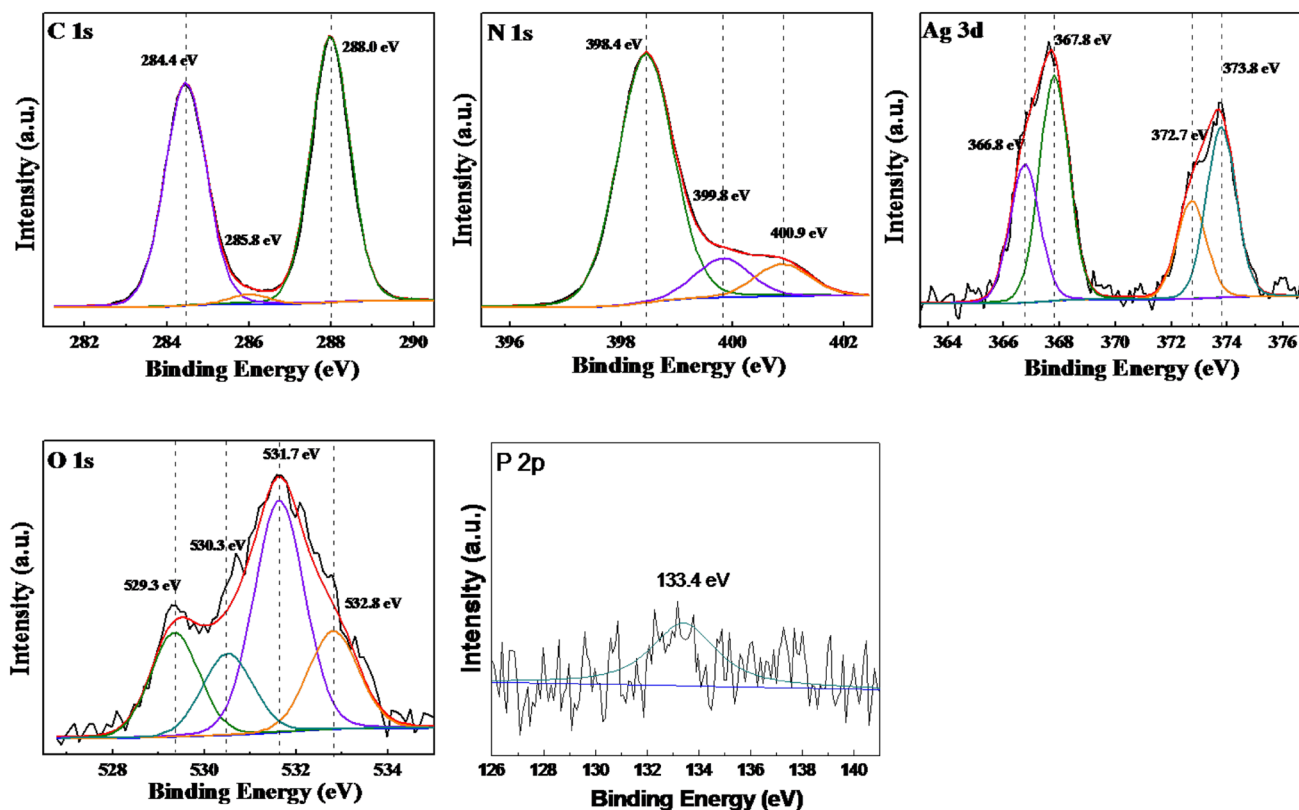 C 1s
284.4 eV
288.0 eV
285.8 eV
Intensity (a.u.)
282 284 286 288 290
Binding Energy (eV)
N 1s
398.4 eV
399.8 eV
400.9 eV
Intensity (a.u.)
396 398 400 402
Binding Energy (eV)
Ag 3d
367.8 eV
373.8 eV
366.8 eV
372.7 eV
Intensity (a.u.)
364 366 368 370 372 374 376
Binding Energy (eV)
O 1s
531.7 eV
530.3 eV
529.3 eV
532.8 eV
Intensity (a.u.)
528 530 532 534
Binding Energy (eV)
P 2p
133.4 eV
Intensity (a.u.)
126 128 130 132 134 136 138 140
Binding Energy (eV)